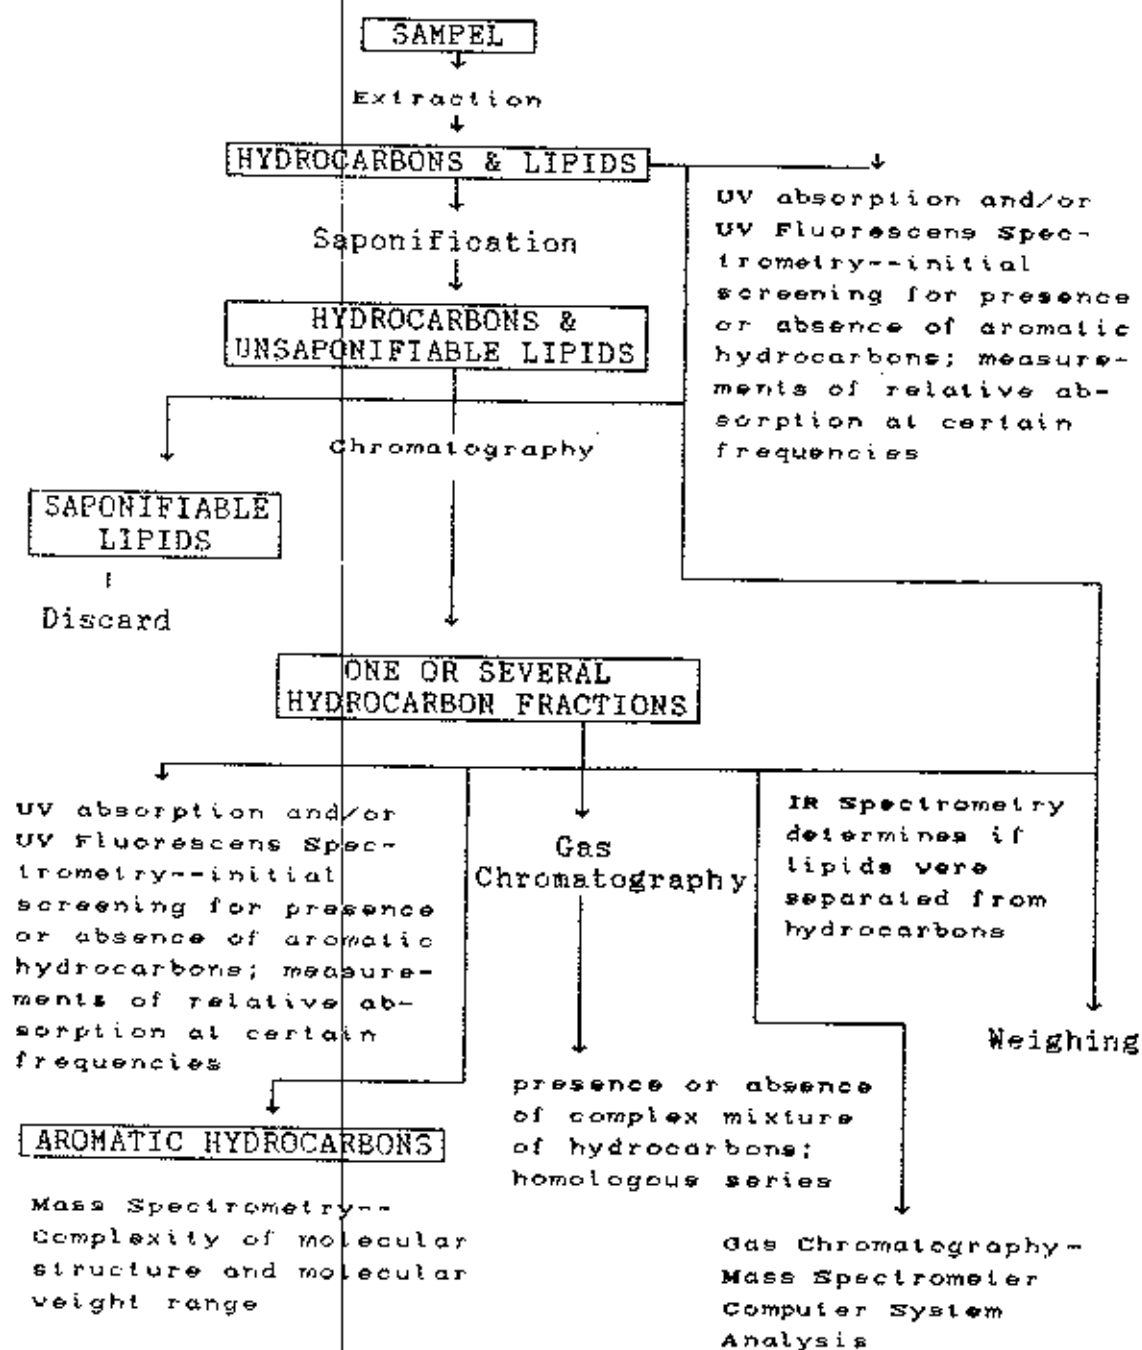 SAMPEL
Extraction
HYDROCARBONS & LIPIDS
UV absorption and/or
UV Fluorescens Spec-
trometry--initial
screening for presence
or absence of aromatic
hydrocarbons; measure-
ments of relative ab-
sorption at certain
frequencies
Saponification
HYDROCARBONS &
UNSAPONIFIABLE LIPIDS
Chromatography
SAPONIFIABLE
LIPIDS
Discard
ONE OR SEVERAL
HYDROCARBON FRACTIONS
UV absorption and/or
UV Fluorescens Spec-
trometry--initial
screening for presence
or absence of aromatic
hydrocarbons; measure-
ments of relative ab-
sorption at certain
frequencies
Gas
Chromatography
IR Spectrometry
determines if
lipids were
separated from
hydrocarbons
Weighing
presence or absence
of complex mixture
of hydrocarbons;
homologous series
AROMATIC HYDROCARBONS
Mass Spectrometry--
Complexity of molecular
structure and molecular
weight range
Gas Chromatography-
Mass Spectrometer
Computer System
Analysis